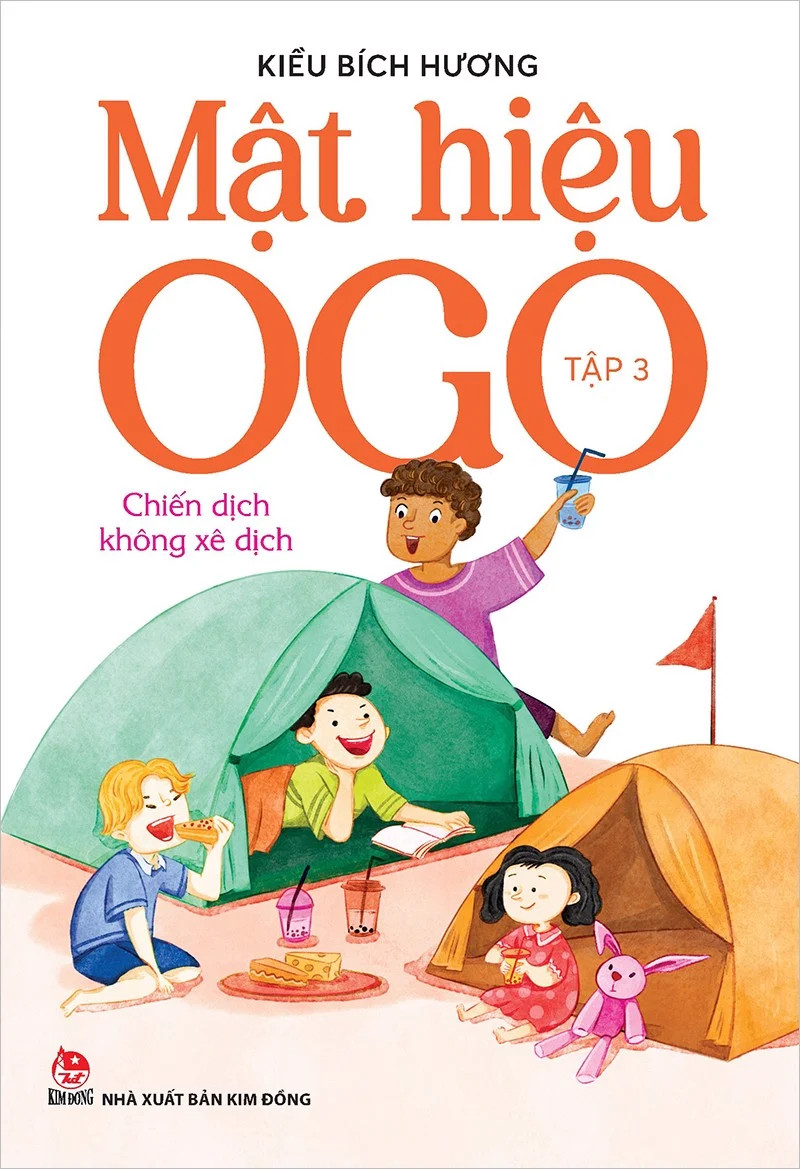 KIỀU BÍCH HƯƠNG
Mật hiệu
OGO
TẬP 3
Chiến dịch
không xê dịch
KIM ĐỒNG
NHÀ XUẤT BẢN KIM ĐỒNG